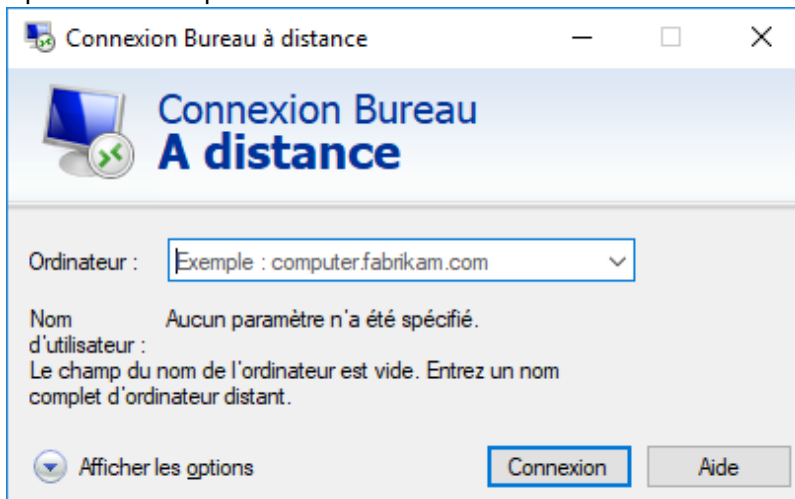 Connexion Bureau à distance
Connexion Bureau
A distance
Ordinateur :
Exemple : computer.fabrikam.com
Nom d'utilisateur :
Aucun paramètre n'a été spécifié.
Le champ du nom de l'ordinateur est vide. Entrez un nom
complet d'ordinateur distant.
Afficher les options
Connexion
Aide